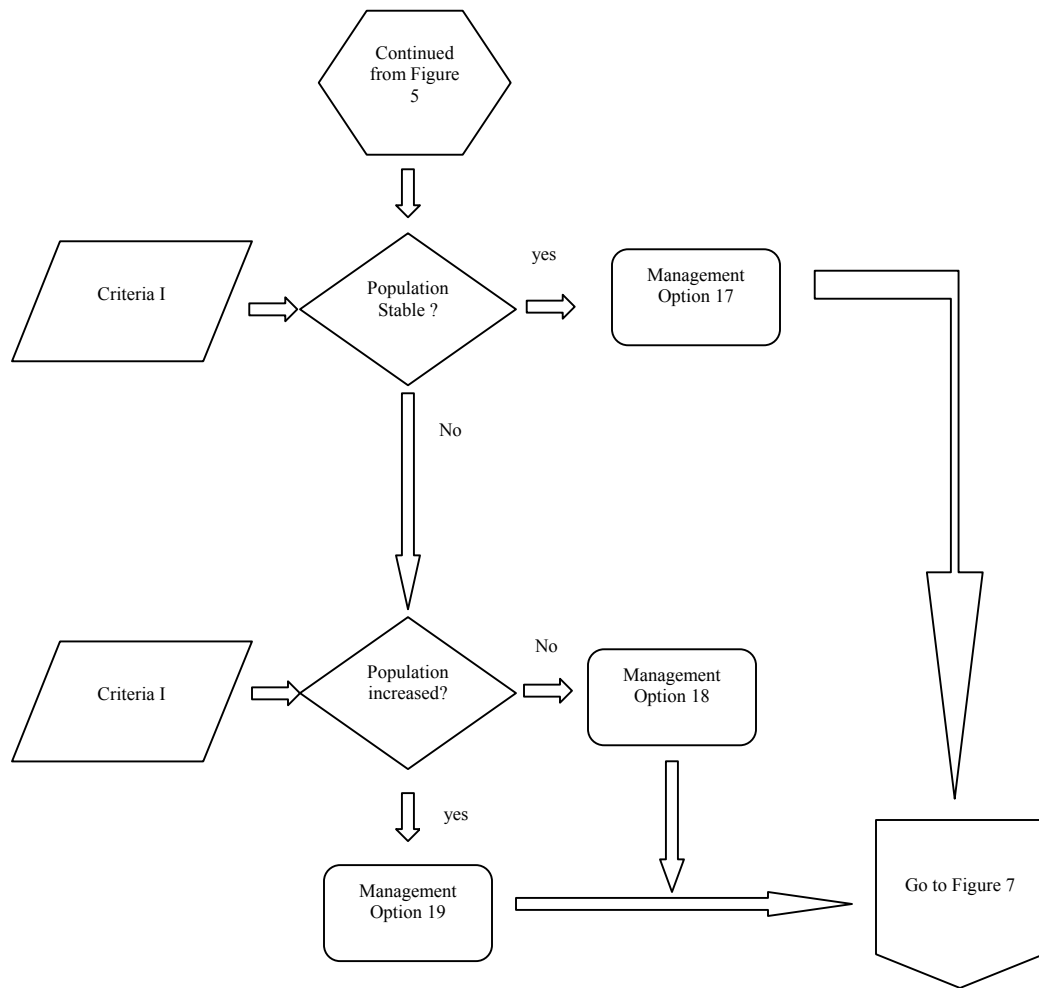 Continued
from Figure
5
Criteria I
Population
Stable ?
yes
Management
Option 17
No
Criteria I
Population
increased?
No
Management
Option 18
yes
Management
Option 19
Go to Figure 7